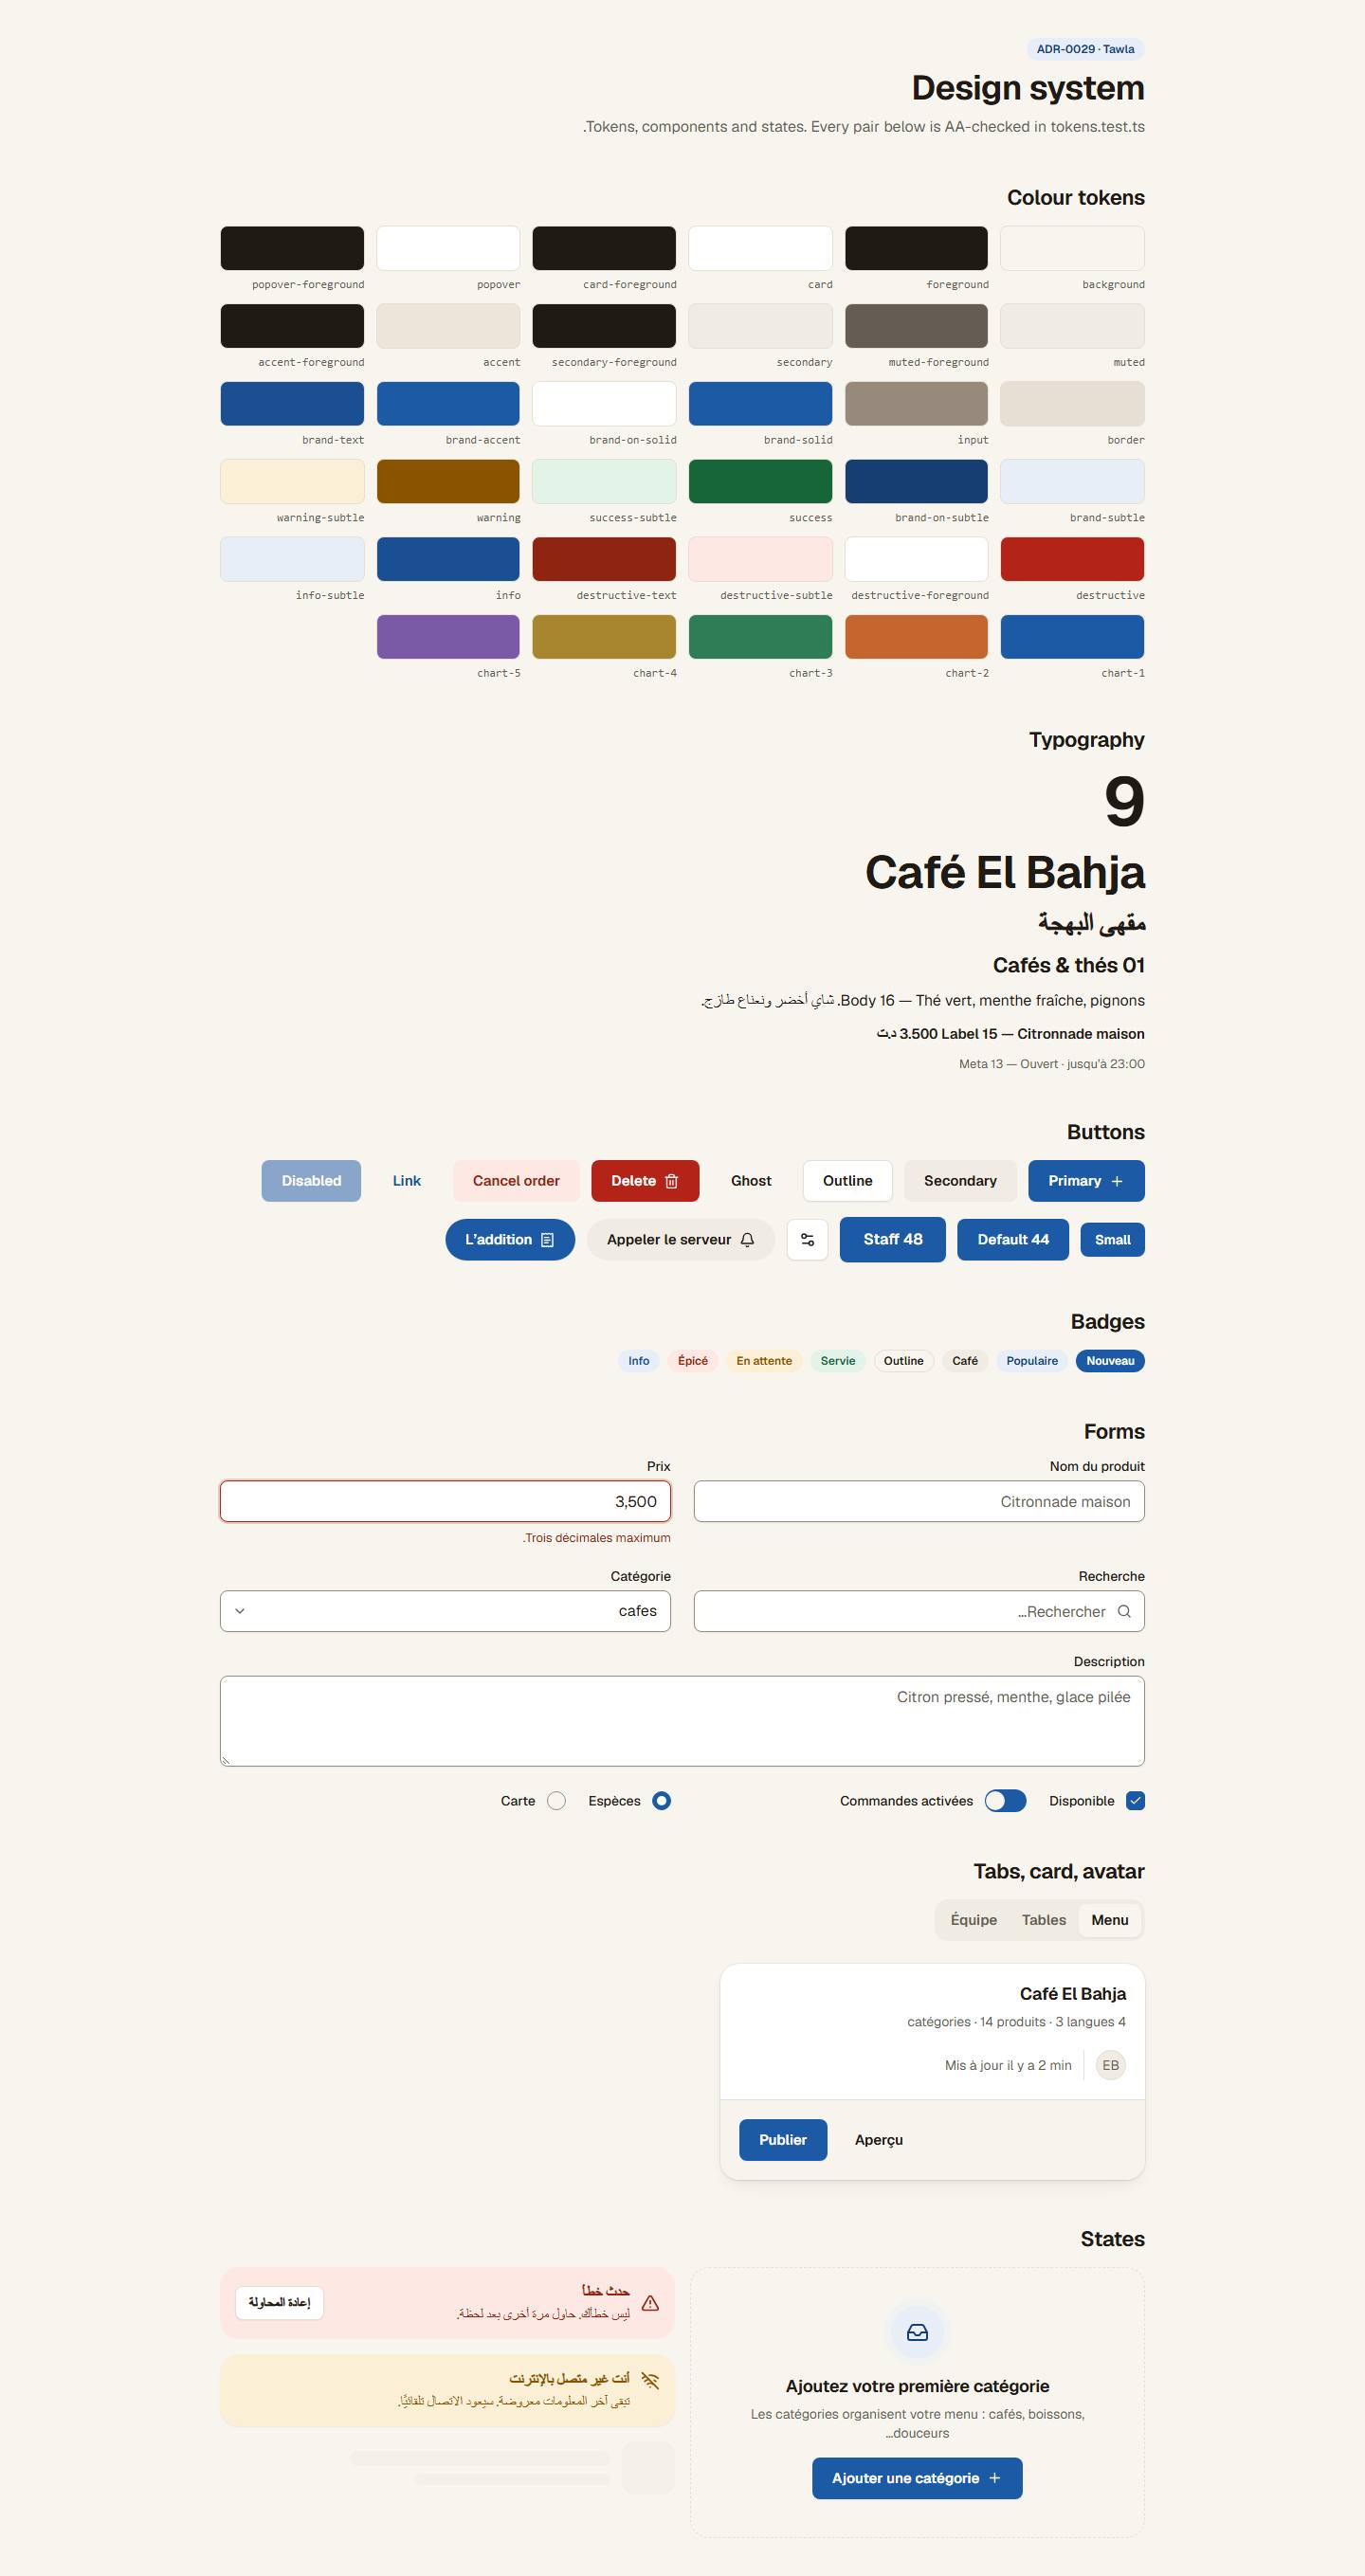 ADR-0029 · Tawla
Design system
.Tokens, components and states. Every pair below is AA-checked in tokens.test.ts
Colour tokens
background
foreground
card
card-foreground
popover
popover-foreground
muted
muted-foreground
secondary
secondary-foreground
accent
accent-foreground
border
input
brand-solid
brand-on-solid
brand-accent
brand-text
brand-subtle
brand-on-subtle
success
success-subtle
warning
warning-subtle
destructive
destructive-foreground
destructive-subtle
destructive-text
info
info-subtle
chart-1
chart-2
chart-3
chart-4
chart-5
Typography
9
Café El Bahja
مقهى البهجة
Cafés & thés 01
Body 16 — Thé vert, menthe fraîche, pignons. شاي أخضر ونعناع طازج.
Label 15 — Citronnade maison 3.500 د.ت
Meta 13 — Ouvert · jusqu'à 23:00
Buttons
Primary
Secondary
Outline
Ghost
Delete
Cancel order
Link
Disabled
Small
Default 44
Staff 48
Appeler le serveur
L'addition
Badges
Nouveau
Populaire
Café
Outline
Servie
En attente
Épicé
Info
Forms
Nom du produit
Citronnade maison
Prix
3,500
.Trois décimales maximum
Recherche
...Rechercher
Catégorie
cafes
Description
Citron pressé, menthe, glace pilée
Disponible
Commandes activées
Espèces
Carte
Tabs, card, avatar
Menu
Tables
Équipe
Café El Bahja
catégories · 14 produits · 3 langues 4
EB
Mis à jour il y a 2 min
Aperçu
Publier
States
Ajoutez votre première catégorie
Les catégories organisent votre menu : cafés, boissons,
...douceurs
Ajouter une catégorie
حدث خطأ
ليس خطأك. حاول مرة أخرى بعد لحظة.
إعادة المحاولة
أنت غير متصل بالإنترنت
تبقى آخر المعلومات معروضة. سيعود الاتصال تلقائيًا.